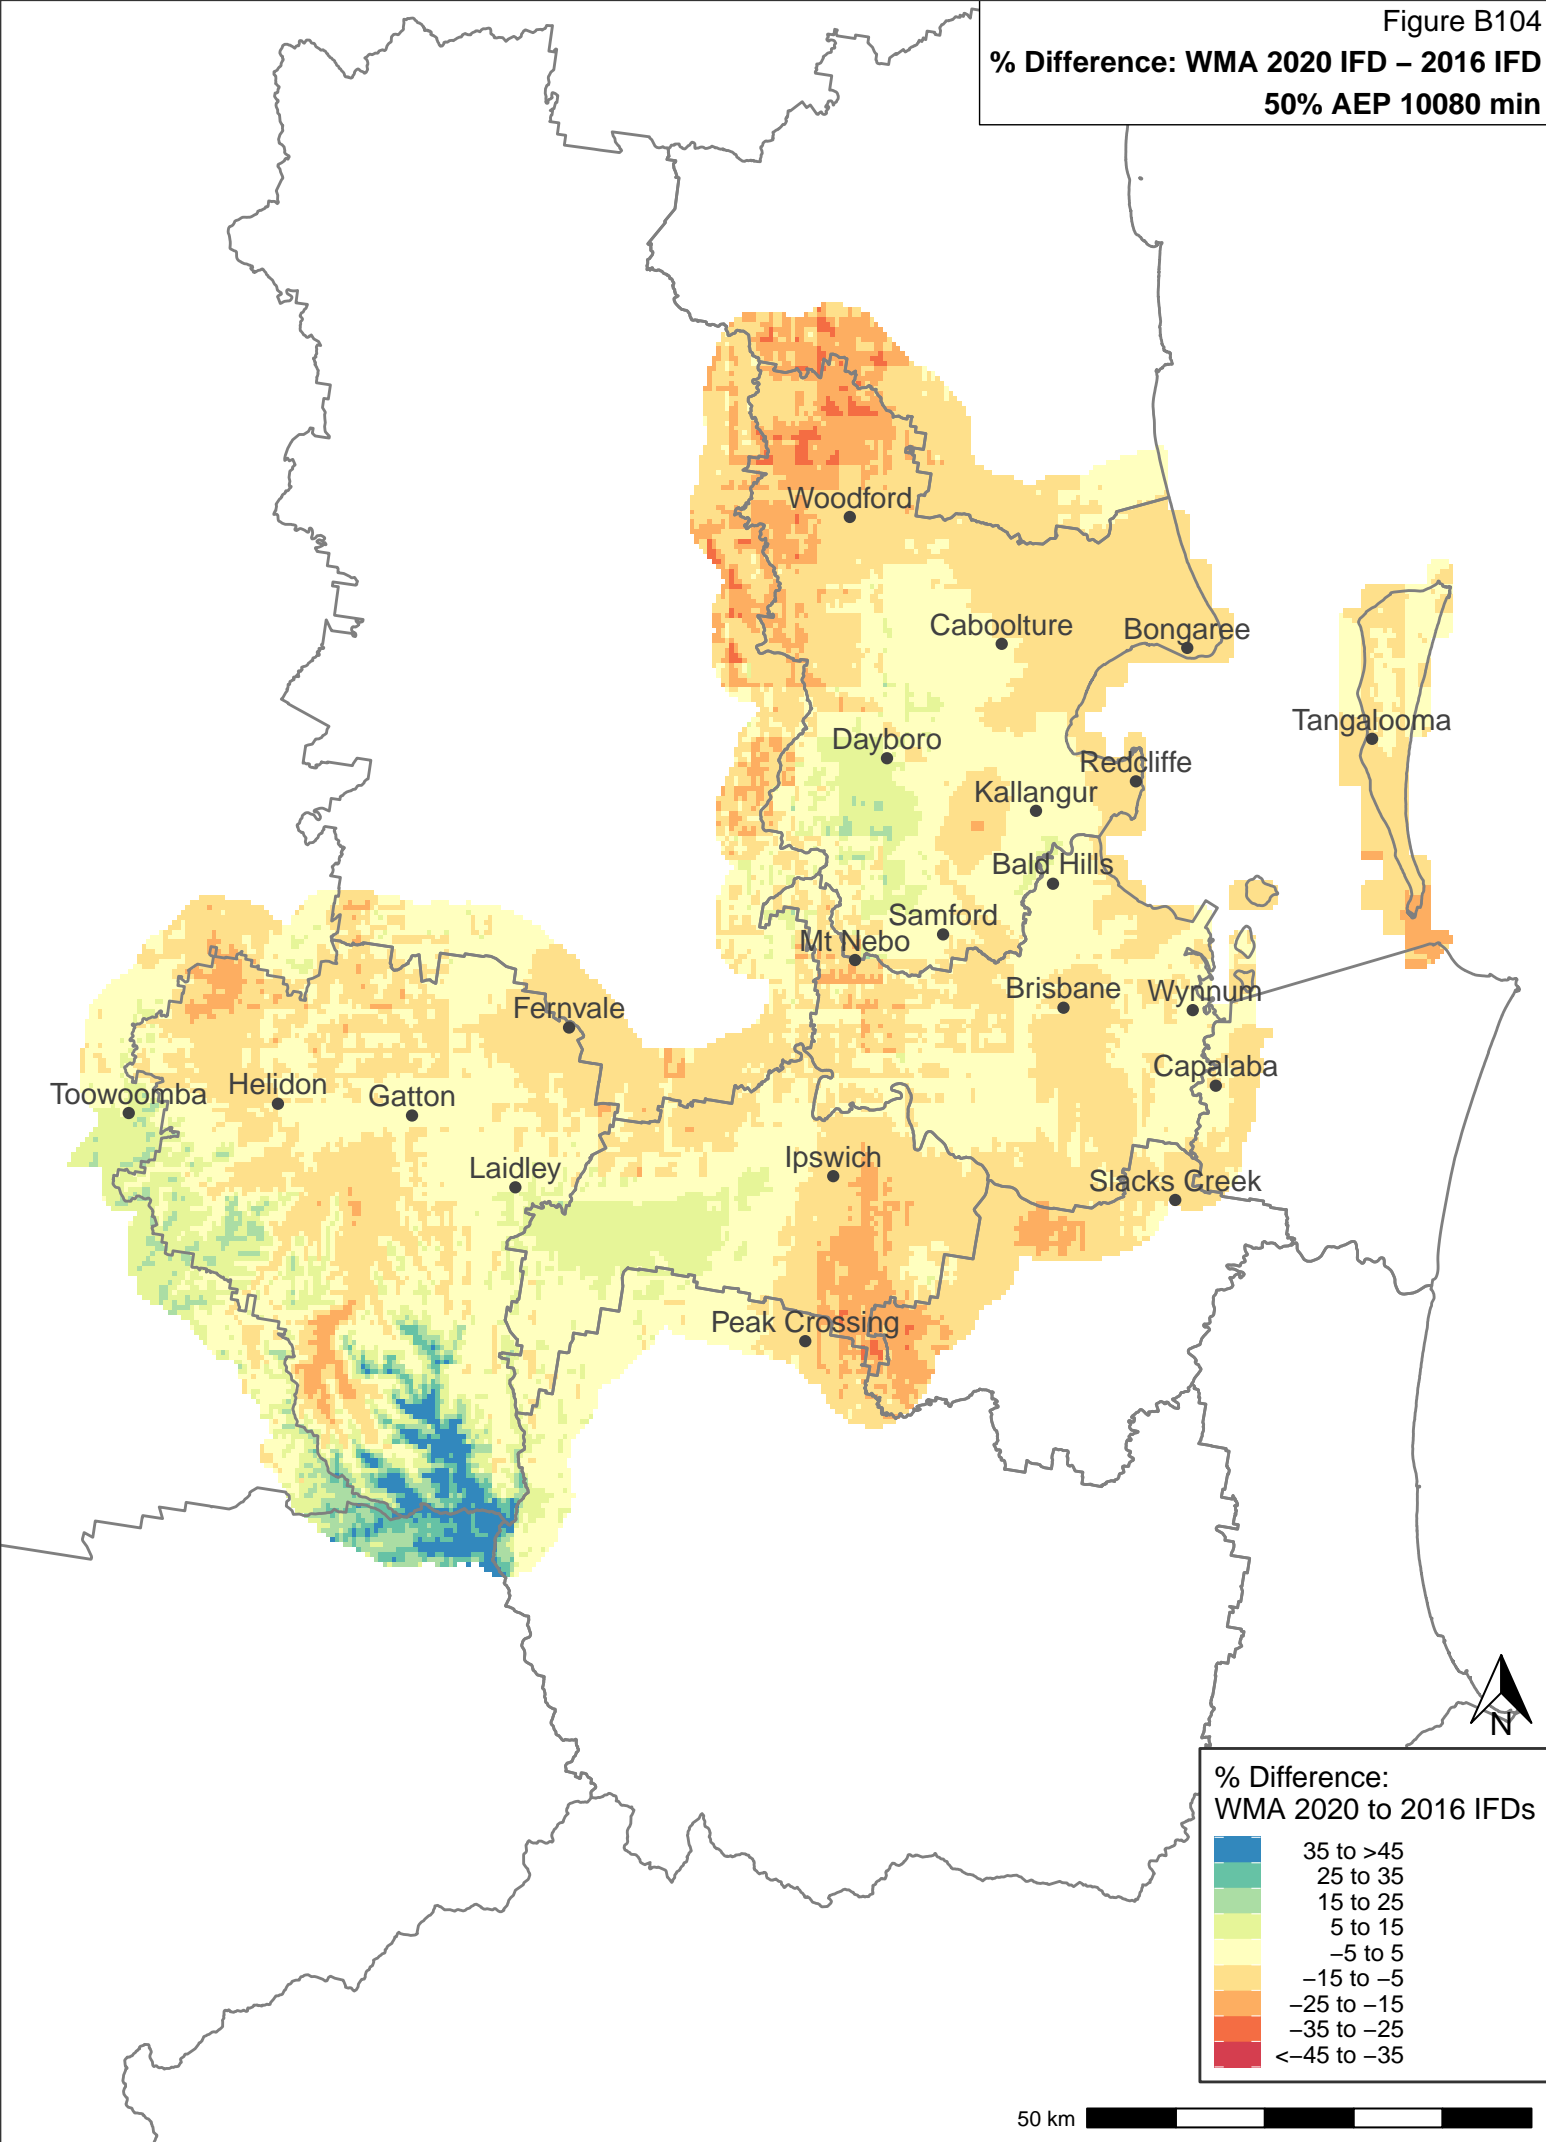 Figure B104
% Difference: WMA 2020 IFD – 2016 IFD
50% AEP 10080 min
Woodford
Caboolture
Bongaree
Tangalooma
Dayboro
Redcliffe
Kallangur
Bald Hills
Samford
Mt Nebo
Brisbane
Wynnum
Fernvale
Capalaba
Toowoomba
Helidon
Gatton
Ipswich
Laidley
Slacks Creek
Peak Crossing
N
% Difference:
WMA 2020 to 2016 IFDs
35 to >45
25 to 35
15 to 25
5 to 15
−5 to 5
−15 to −5
−25 to −15
−35 to −25
<−45 to −35
50 km